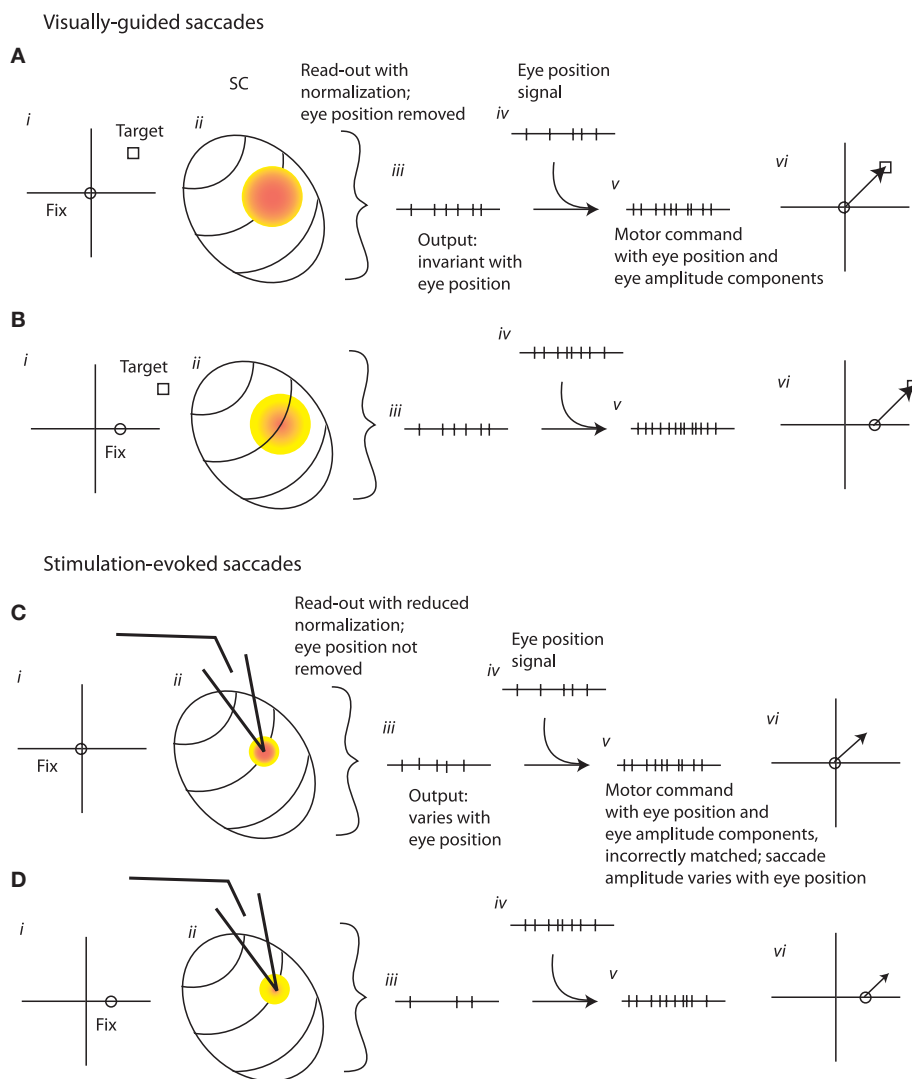 Visually-guided saccades
A
SC
Read-out with
normalization;
eye position removed
Eye position
signal
i
Target
Fix
ii
iii
Output:
invariant with
eye position
iv
v
Motor command
with eye position and
eye amplitude components
vi
B
i
Target
Fix
ii
iii
iv
v
vi
Stimulation-evoked saccades
C
Read-out with reduced
normalization;
eye position not
removed
Eye position
signal
i
Fix
ii
iii
Output:
varies with
eye position
iv
v
Motor command
with eye position and
eye amplitude components,
incorrectly matched; saccade
amplitude varies with eye position
vi
D
i
Fix
ii
iii
iv
v
vi